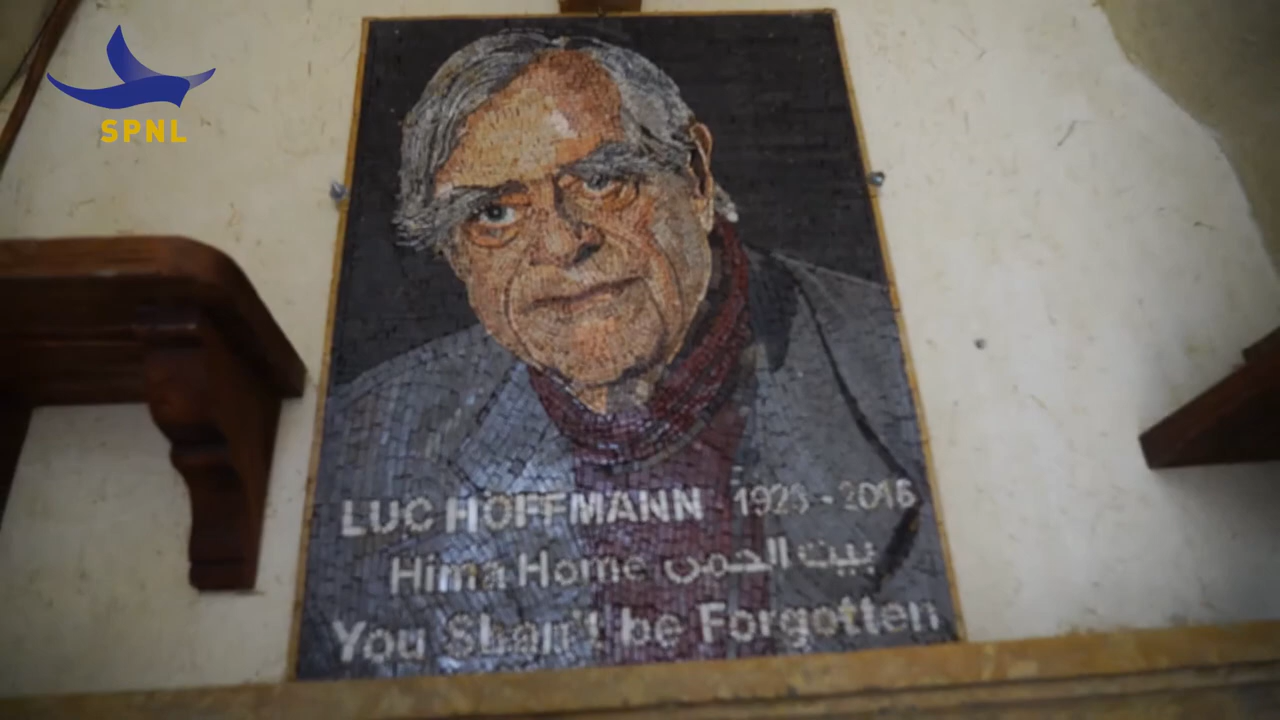 SPNL
LUC HOFFMANN 1923 - 2016
Hima Home بيت الحمى
You Shan't be Forgotten